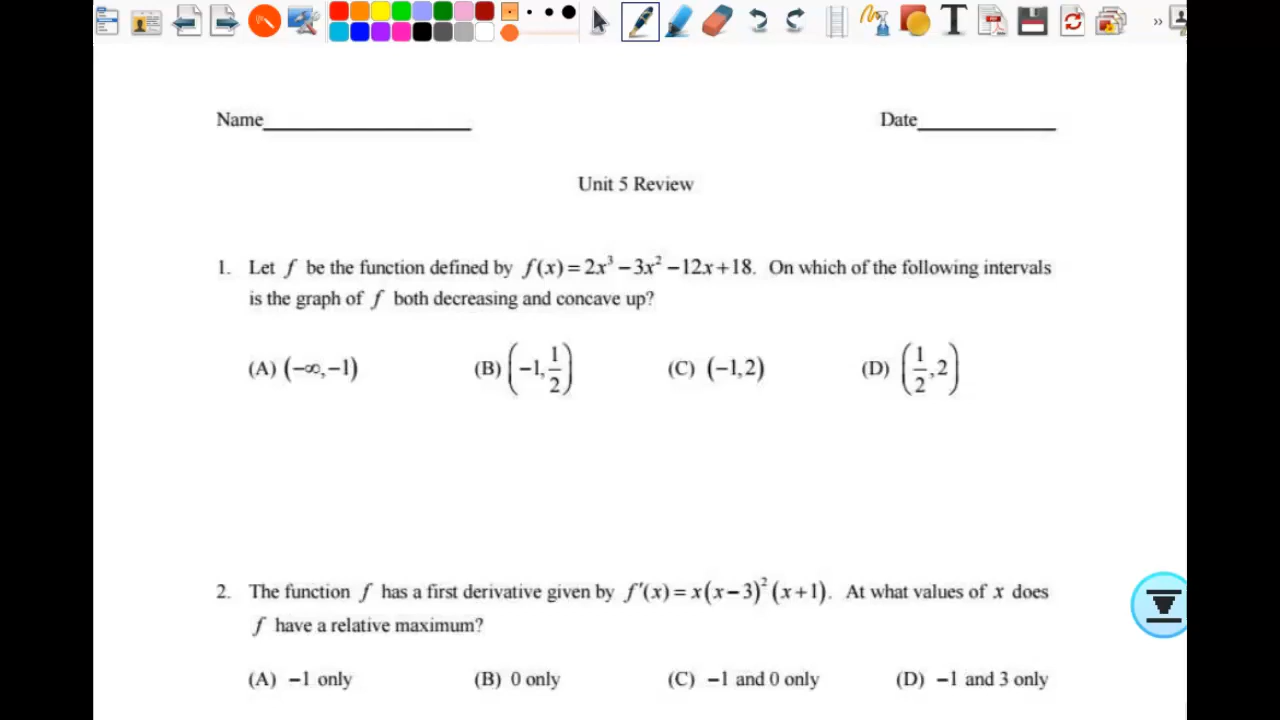 Name____________________ Date______________
Unit 5 Review
1. Let f be the function defined by f(x) = 2x³ − 3x² − 12x + 18. On which of the following intervals
is the graph of f both decreasing and concave up?
(A) (−∞, −1) (B) (−1, 1/2) (C) (−1, 2) (D) (1/2, 2)
2. The function f has a first derivative given by f′(x) = x(x − 3)²(x + 1). At what values of x does
f have a relative maximum?
(A) −1 only (B) 0 only (C) −1 and 0 only (D) −1 and 3 only